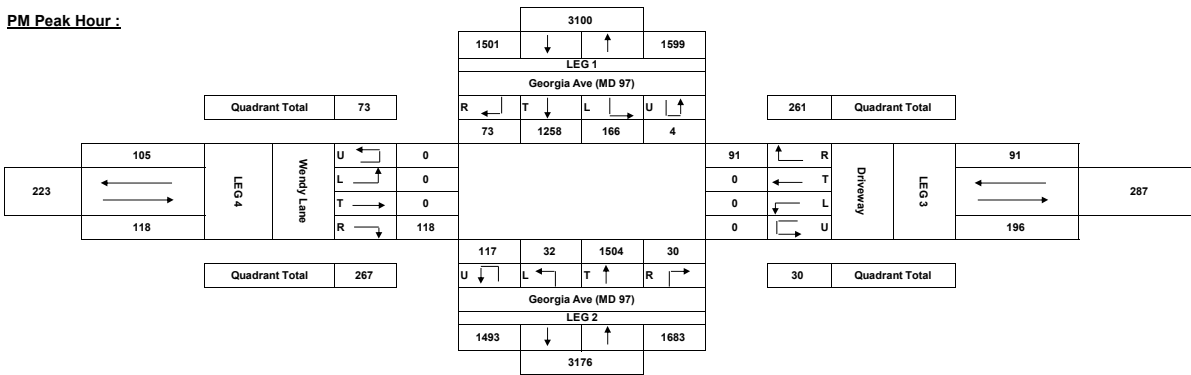 PM Peak Hour :
3100
1501 1599
LEG 1
Georgia Ave (MD 97)
Quadrant Total 73
R T L U
261 Quadrant Total
73 1258 166 4
105 U 0
91 R 91
223 LEG 4 Wendy Lane L 0
0 T Driveway LEG 3 287
T 0
0 L
118 R 118
0 U 196
117 32 1504 30
Quadrant Total 267
U L T R
30 Quadrant Total
Georgia Ave (MD 97)
LEG 2
1493 1683
3176